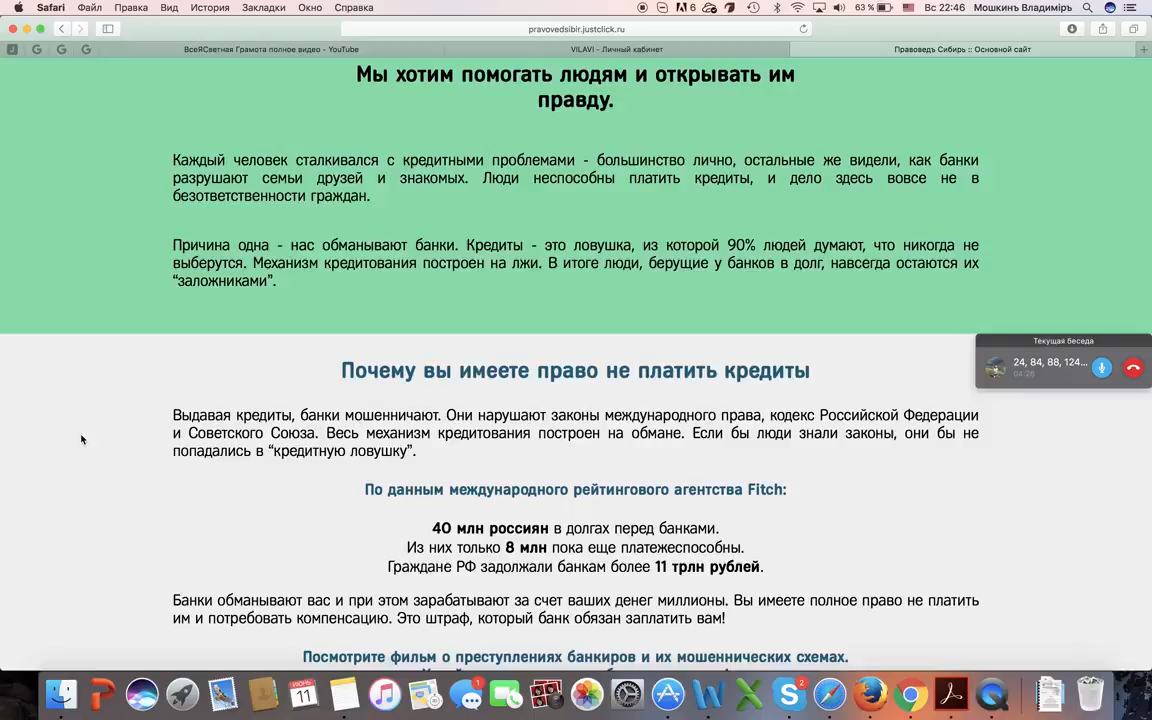 Safari Файл Правка Вид История Закладки Окно Справка 6 63 % Вс 22:46 Мошкинъ Владиміръ
pravovedsibir.justclick.ru
ВсеЯСветная Грамота полное видео - YouTube VILAVI - Личный кабинет Правоведъ Сибирь :: Основной сайт
Мы хотим помогать людям и открывать им
правду.
Каждый человек сталкивался с кредитными проблемами - большинство лично, остальные же видели, как банки
разрушают семьи друзей и знакомых. Люди неспособны платить кредиты, и дело здесь вовсе не в
безответственности граждан.
Причина одна - нас обманывают банки. Кредиты - это ловушка, из которой 90% людей думают, что никогда не
выберутся. Механизм кредитования построен на лжи. В итоге люди, берущие у банков в долг, навсегда остаются их
“заложниками”.
Текущая беседа
24, 84, 88, 124...
04:26
Почему вы имеете право не платить кредиты
Выдавая кредиты, банки мошенничают. Они нарушают законы международного права, кодекс Российской Федерации
и Советского Союза. Весь механизм кредитования построен на обмане. Если бы люди знали законы, они бы не
попадались в “кредитную ловушку”.
По данным международного рейтингового агентства Fitch:
40 млн россиян в долгах перед банками.
Из них только 8 млн пока еще платежеспособны.
Граждане РФ задолжали банкам более 11 трлн рублей.
Банки обманывают вас и при этом зарабатывают за счет ваших денег миллионы. Вы имеете полное право не платить
им и потребовать компенсацию. Это штраф, который банк обязан заплатить вам!
Посмотрите фильм о преступлениях банкиров и их мошеннических схемах.
ИЮНЬ
11
1
2